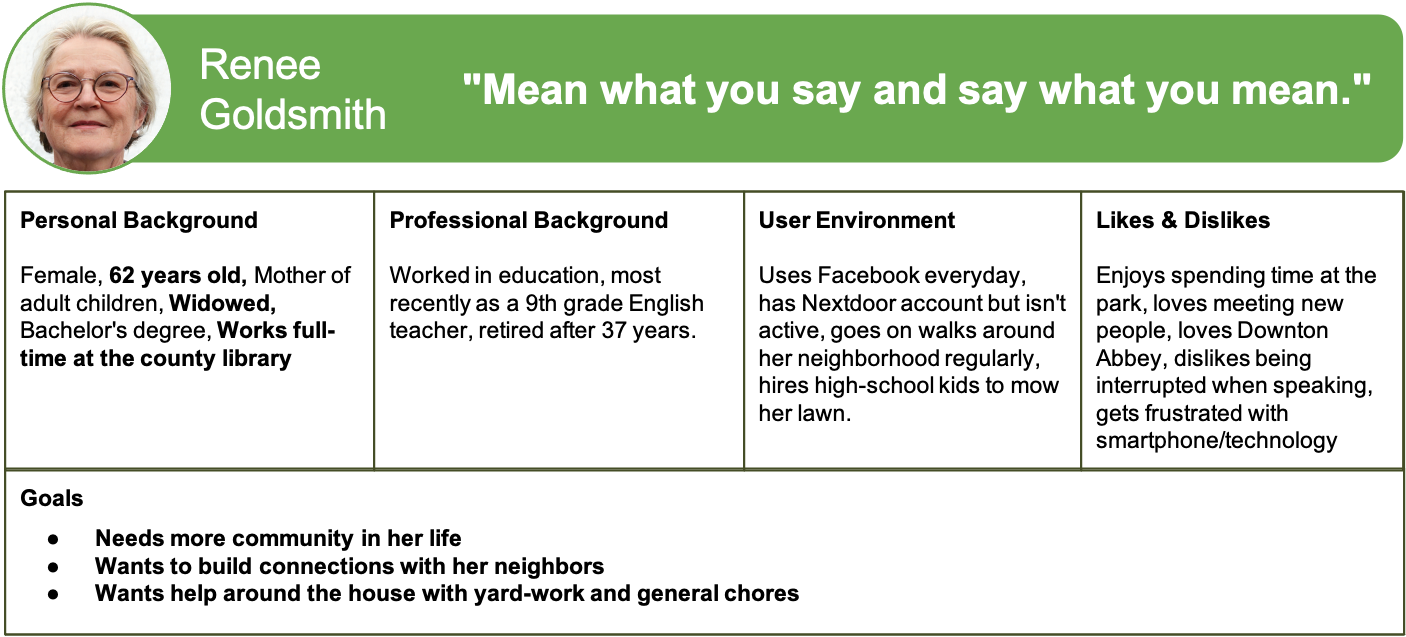 Renee
Goldsmith
"Mean what you say and say what you mean."
Personal Background
Female, 62 years old, Mother of
adult children, Widowed,
Bachelor's degree, Works full-
time at the county library
Professional Background
Worked in education, most
recently as a 9th grade English
teacher, retired after 37 years.
User Environment
Uses Facebook everyday,
has Nextdoor account but isn't
active, goes on walks around
her neighborhood regularly,
hires high-school kids to mow
her lawn.
Likes & Dislikes
Enjoys spending time at the
park, loves meeting new
people, loves Downton
Abbey, dislikes being
interrupted when speaking,
gets frustrated with
smartphone/technology
Goals
● Needs more community in her life
● Wants to build connections with her neighbors
● Wants help around the house with yard-work and general chores